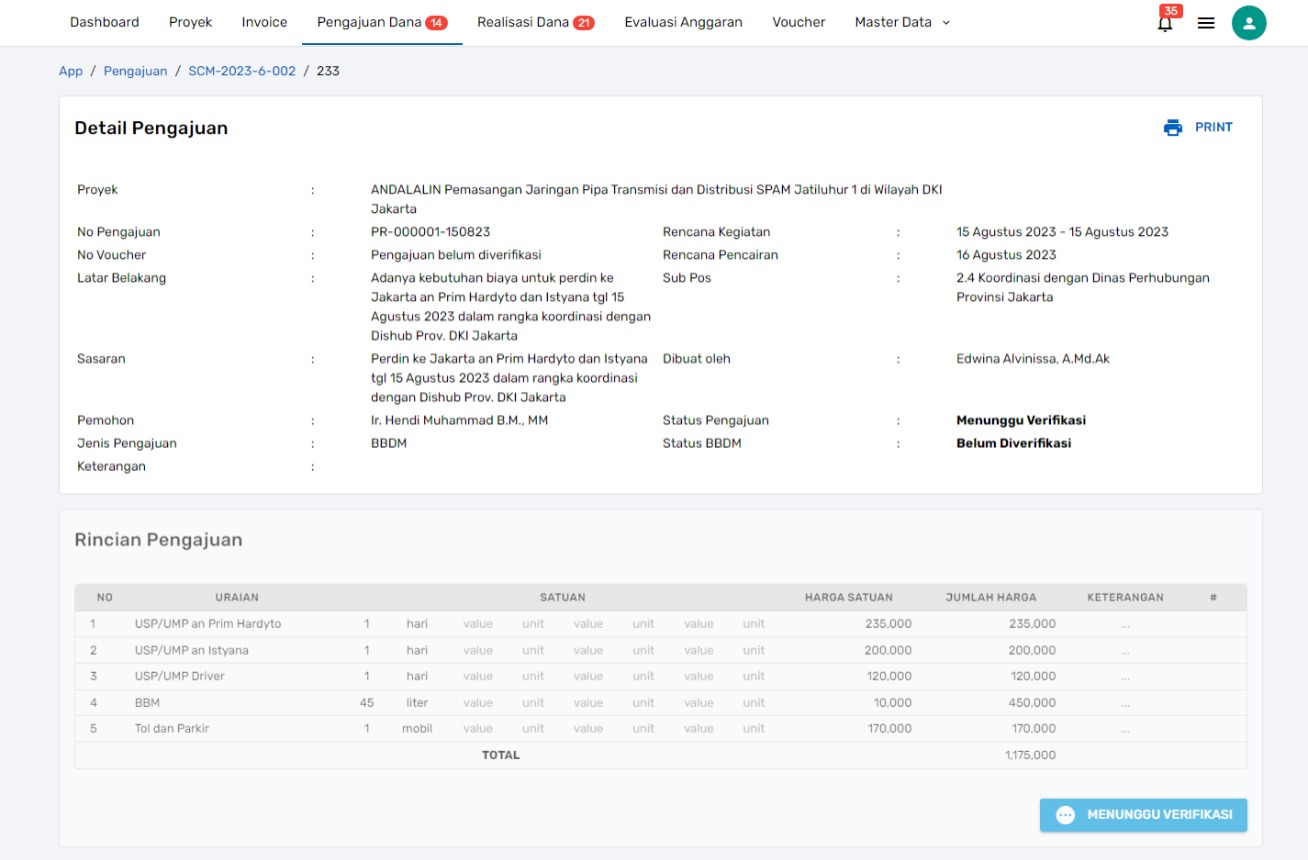 Dashboard Proyek Invoice Pengajuan Dana 14 Realisasi Dana 21 Evaluasi Anggaran Voucher Master Data 35
App / Pengajuan / SCM-2023-6-002 / 233
Detail Pengajuan PRINT
Proyek : ANDALALIN Pemasangan Jaringan Pipa Transmisi dan Distribusi SPAM Jatiluhur 1 di Wilayah DKI
Jakarta
No Pengajuan : PR-000001-150823 Rencana Kegiatan : 15 Agustus 2023 - 15 Agustus 2023
No Voucher : Pengajuan belum diverifikasi Rencana Pencairan : 16 Agustus 2023
Latar Belakang : Adanya kebutuhan biaya untuk perdin ke Sub Pos : 2.4 Koordinasi dengan Dinas Perhubungan
Jakarta an Prim Hardyto dan Istyana tgl 15 Provinsi Jakarta
Agustus 2023 dalam rangka koordinasi dengan
Dishub Prov. DKI Jakarta
Sasaran : Perdin ke Jakarta an Prim Hardyto dan Istyana Dibuat oleh : Edwina Alvinissa, A.Md.Ak
tgl 15 Agustus 2023 dalam rangka koordinasi
dengan Dishub Prov. DKI Jakarta
Pemohon : Ir. Hendi Muhammad B.M., MM Status Pengajuan : Menunggu Verifikasi
Jenis Pengajuan : BBDM Status BBDM : Belum Diverifikasi
Keterangan :
Rincian Pengajuan
NO URAIAN SATUAN HARGA SATUAN JUMLAH HARGA KETERANGAN #
1 USP/UMP an Prim Hardyto 1 hari value unit value unit value unit 235,000 235,000 ...
2 USP/UMP an Istyana 1 hari value unit value unit value unit 200,000 200,000 ...
3 USP/UMP Driver 1 hari value unit value unit value unit 120,000 120,000 ...
4 BBM 45 liter value unit value unit value unit 10,000 450,000 ...
5 Tol dan Parkir 1 mobil value unit value unit value unit 170,000 170,000 ...
TOTAL 1,175,000
MENUNGGU VERIFIKASI